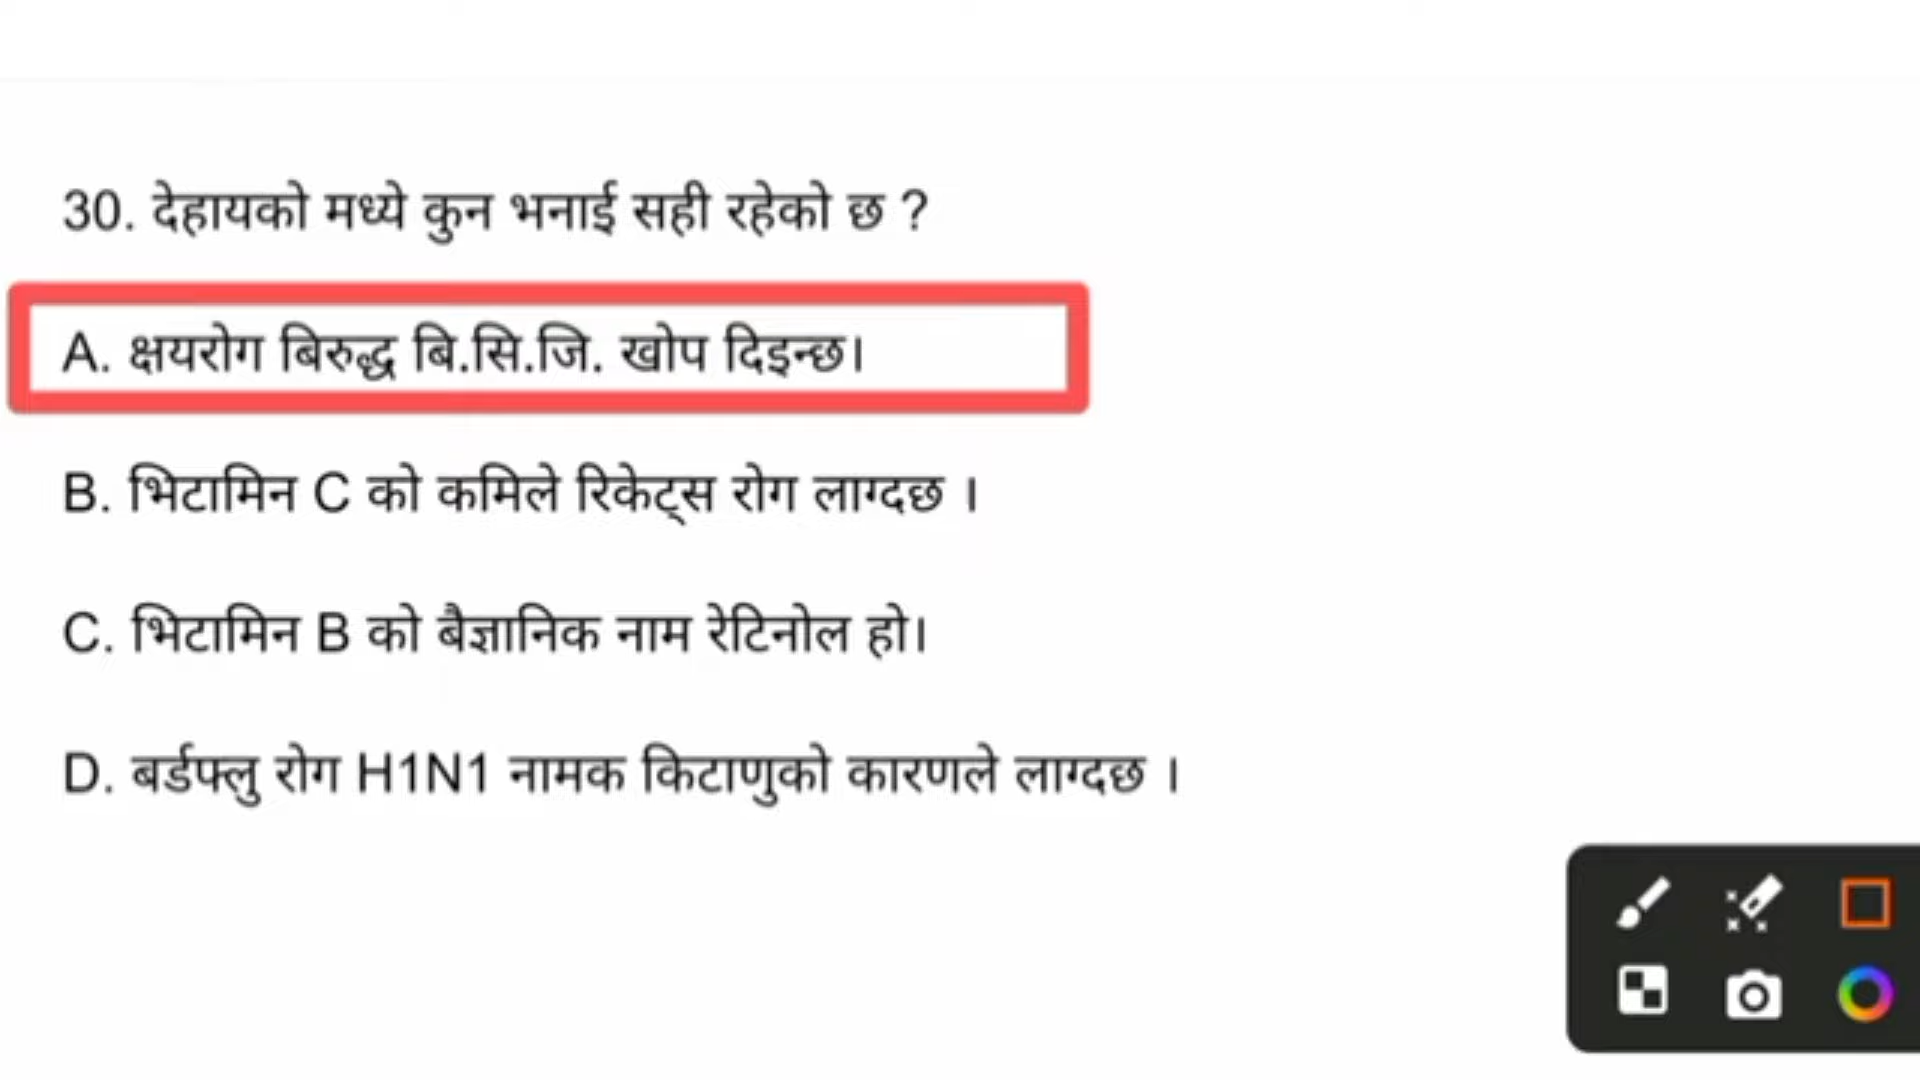 30. देहायको मध्ये कुन भनाई सही रहेको छ ?
A. क्षयरोग बिरुद्ध बि.सि.जि. खोप दिइन्छ।
B. भिटामिन C को कमिले रिकेट्स रोग लाग्दछ ।
C. भिटामिन B को बैज्ञानिक नाम रेटिनोल हो।
D. बर्डफ्लु रोग H1N1 नामक किटाणुको कारणले लाग्दछ ।